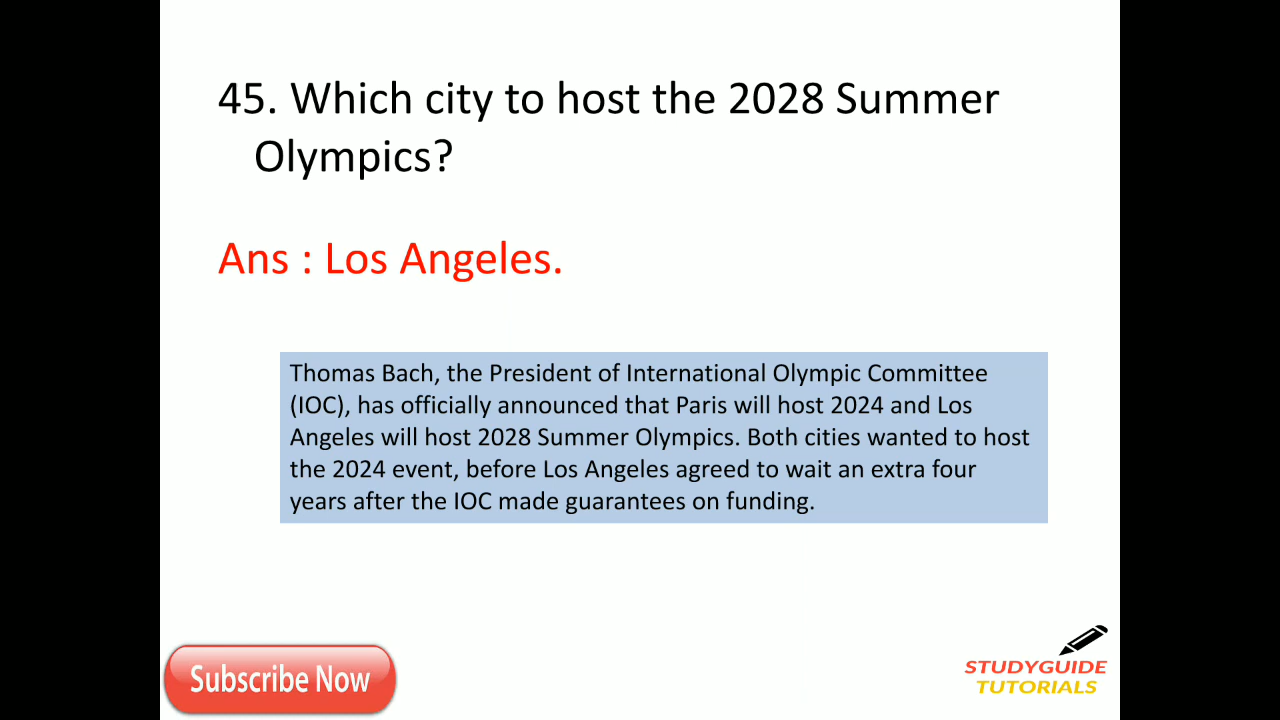 45. Which city to host the 2028 Summer
Olympics?
Ans : Los Angeles.
Thomas Bach, the President of International Olympic Committee
(IOC), has officially announced that Paris will host 2024 and Los
Angeles will host 2028 Summer Olympics. Both cities wanted to host
the 2024 event, before Los Angeles agreed to wait an extra four
years after the IOC made guarantees on funding.
Subscribe Now
STUDYGUIDE
TUTORIALS